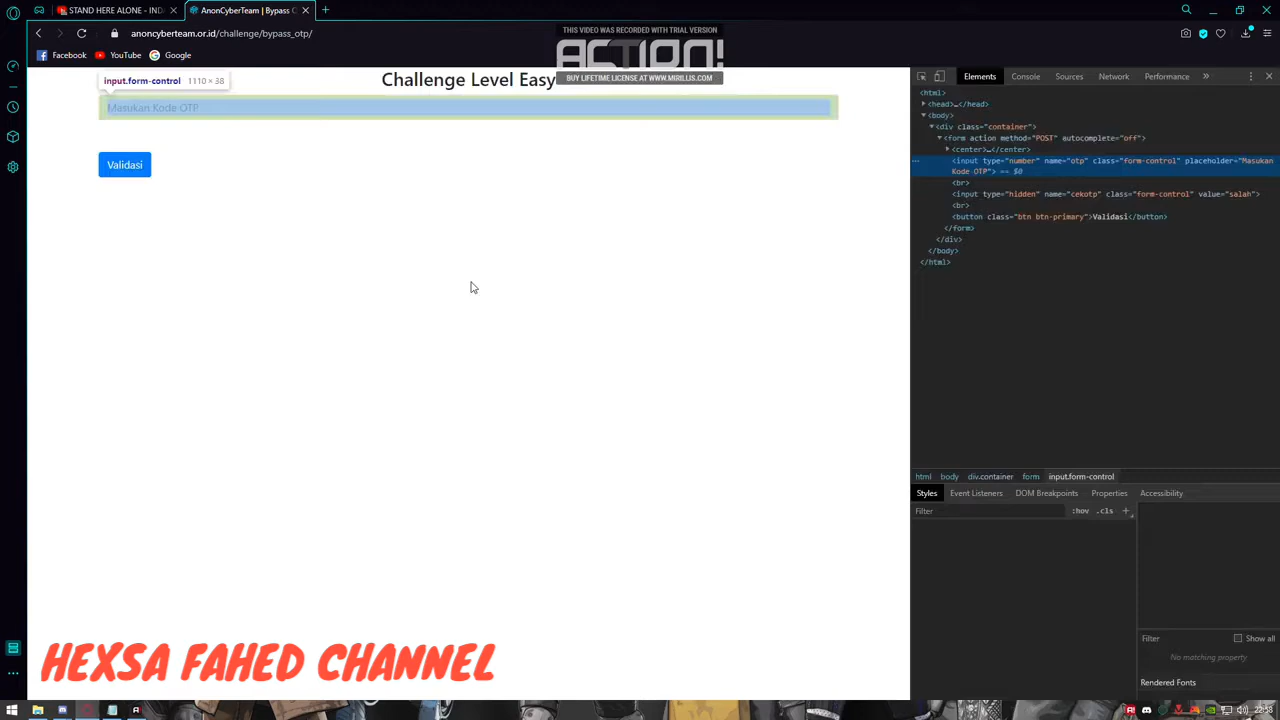 STAND HERE ALONE - IND
AnonCyberTeam | Bypass O
anoncyberteam.or.id/challenge/bypass_otp/
Facebook
YouTube
Google
THIS VIDEO WAS RECORDED WITH TRIAL VERSION
ACTION!
BUY LIFETIME LICENSE AT WWW.MIRILLIS.COM
input.form-control 1110 × 38
Challenge Level Easy
Masukan Kode OTP
Validasi
Elements Console Sources Network Performance »
<html>
<head>…</head>
<body>
<div class="container">
<form action method="POST" autocomplete="off">
<center>…</center>
<input type="number" name="otp" class="form-control" placeholder="Masukan
Kode OTP"> == $0
<br>
<input type="hidden" name="cekotp" class="form-control" value="salah">
<br>
<button class="btn btn-primary">Validasi</button>
</form>
</div>
</body>
</html>
html body div.container form input.form-control
Styles Event Listeners DOM Breakpoints Properties Accessibility
Filter :hov .cls +
Filter Show all
No matching property
Rendered Fonts
HEXSA FAHED CHANNEL
22:58